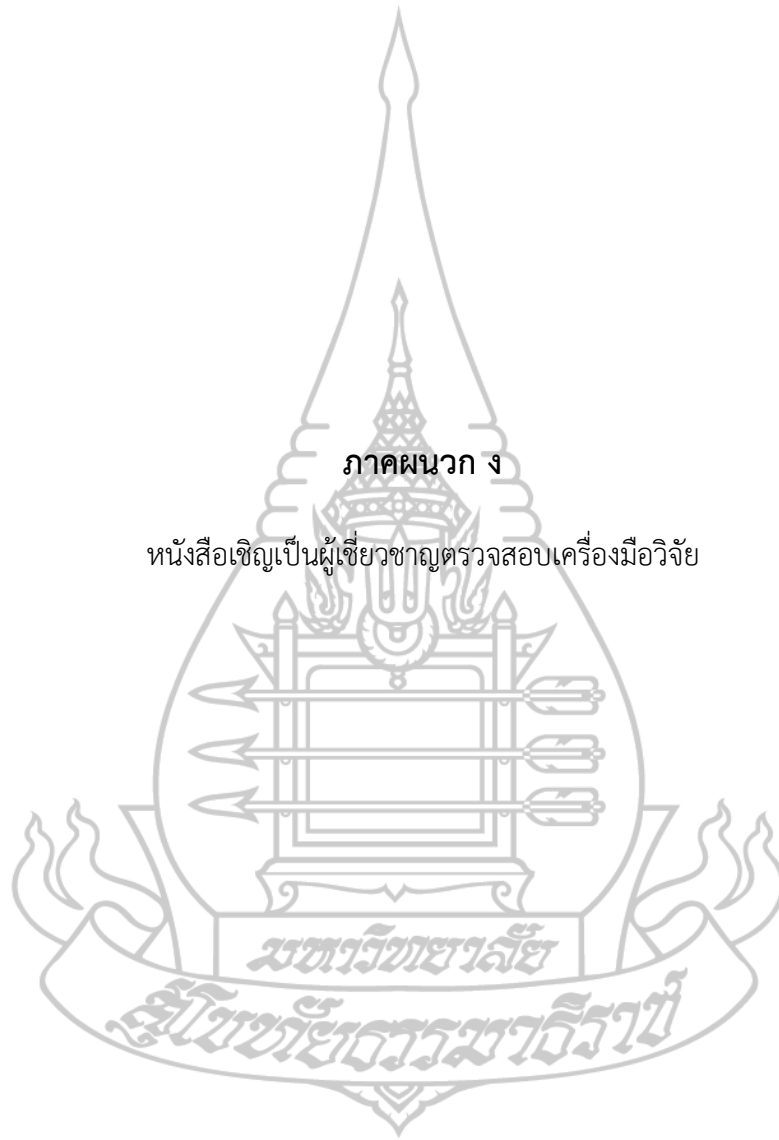 ภาคผนวก ง
หนังสือเชิญเป็นผู้เชี่ยวชาญตรวจสอบเครื่องมือวิจัย
มหาวิทยาลัย
สุโขทัยธรรมาธิราช